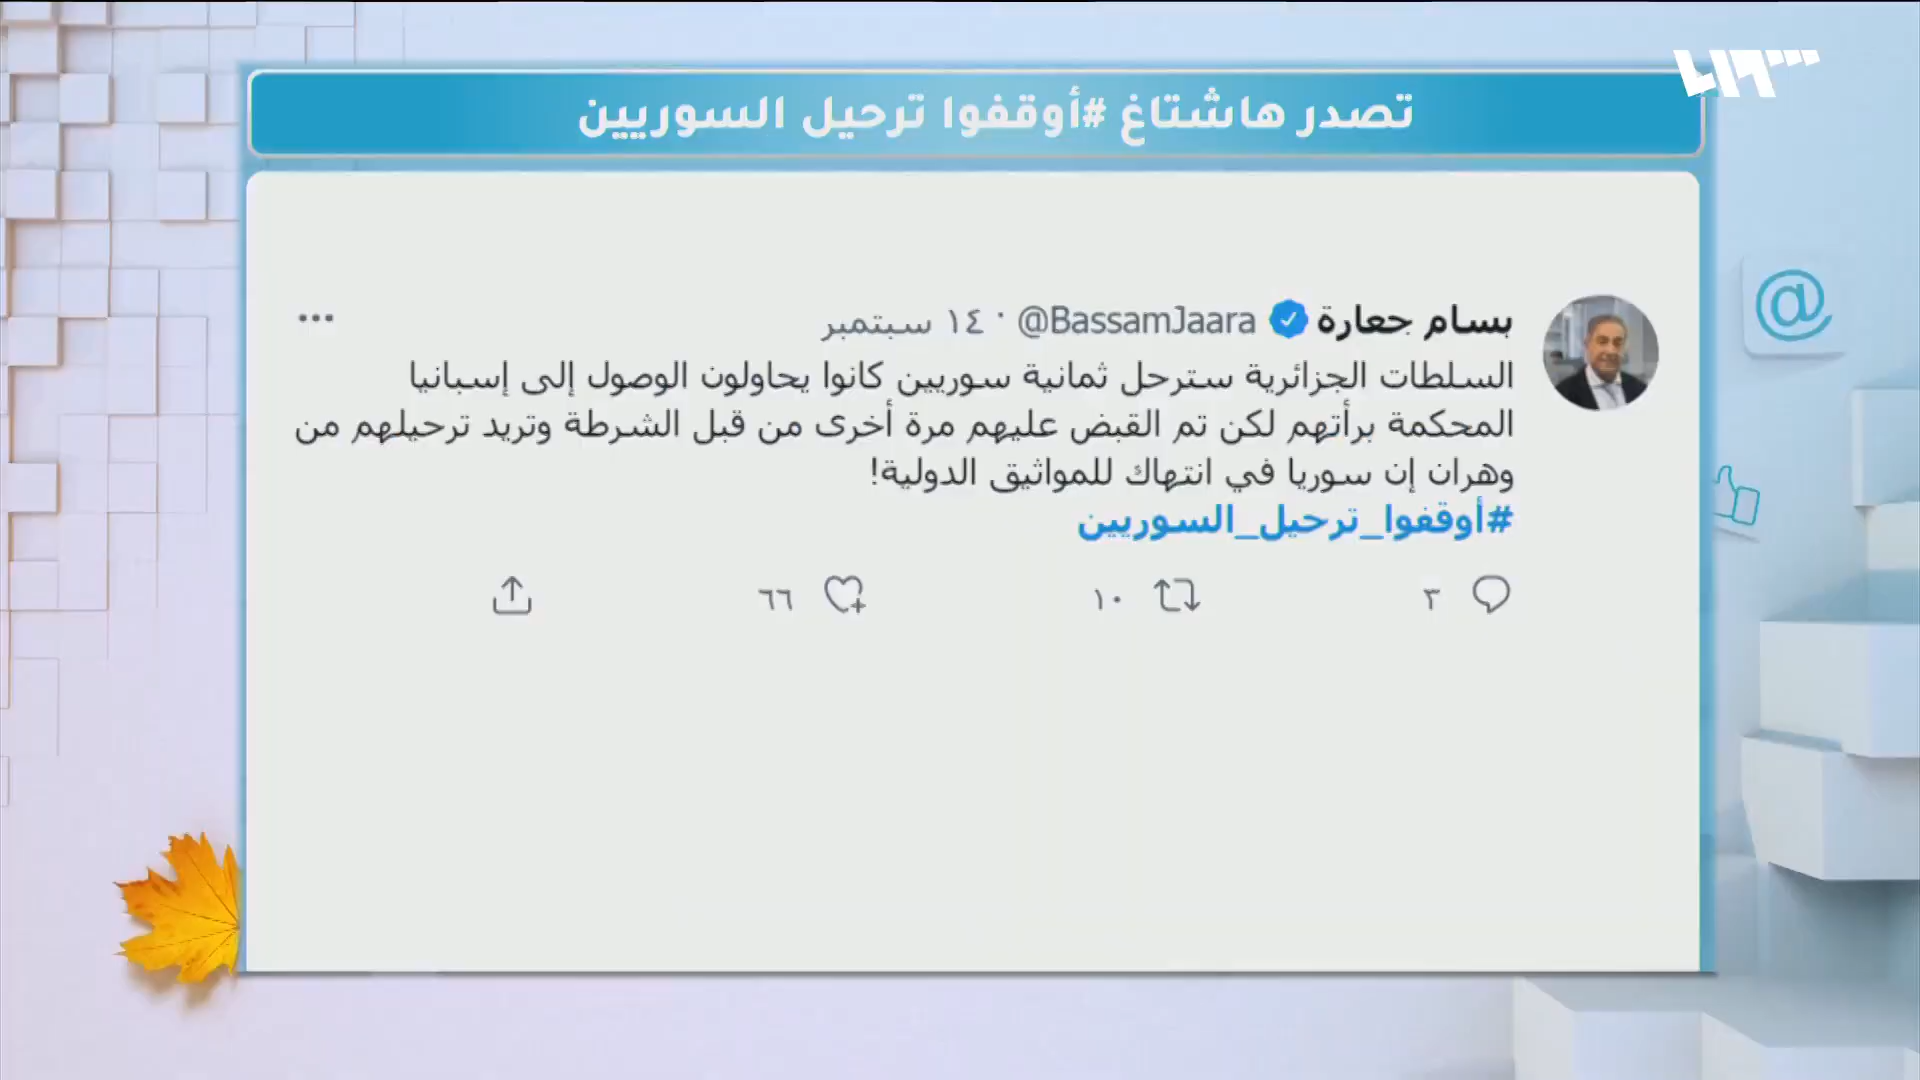 تصدر هاشتاغ #أوقفوا ترحيل السوريين
بسام جعارة @BassamJaara · ١٤ سبتمبر
السلطات الجزائرية سترحل ثمانية سوريين كانوا يحاولون الوصول إلى إسبانيا
المحكمة برأتهم لكن تم القبض عليهم مرة أخرى من قبل الشرطة وتريد ترحيلهم من
وهران إن سوريا في انتهاك للمواثيق الدولية!
#أوقفوا_ترحيل_السوريين
٣ ١٠ ٦٦